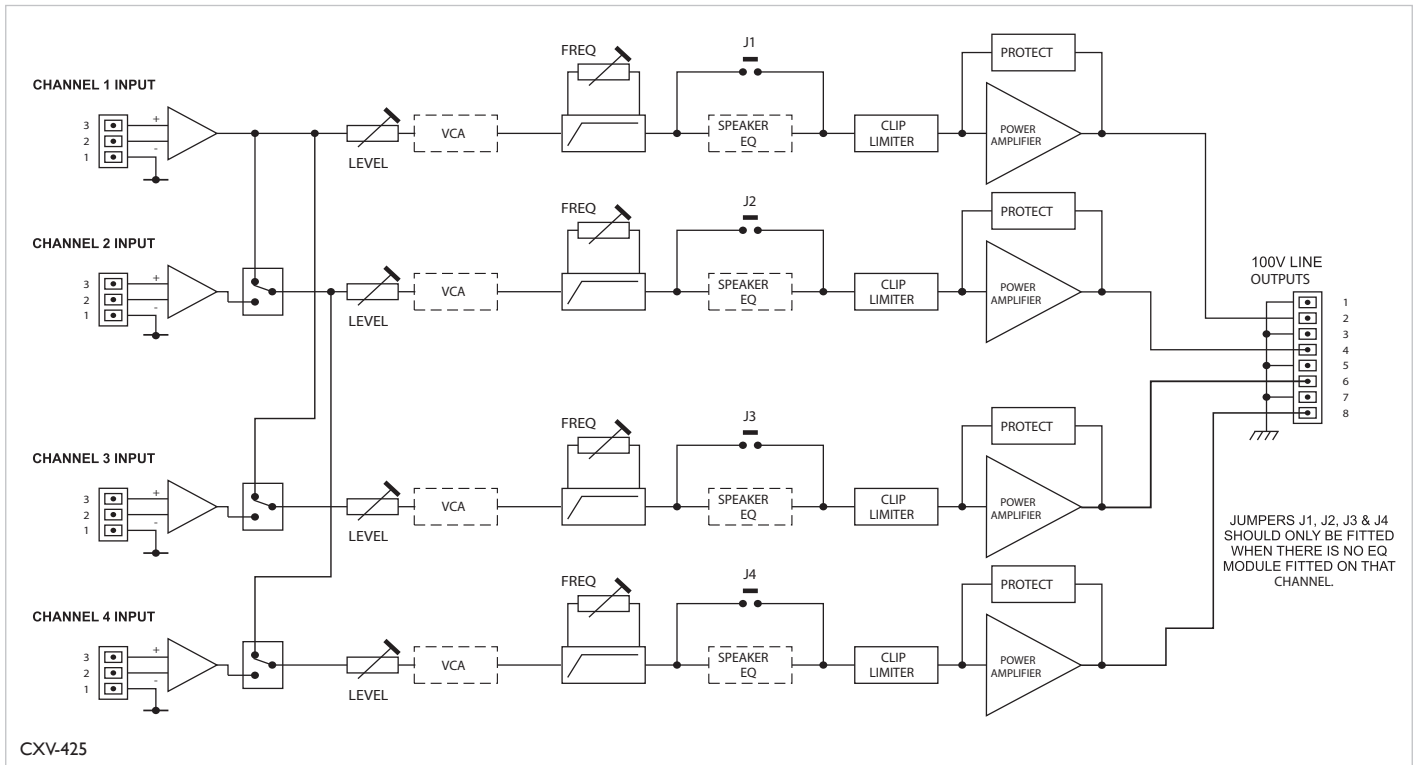 CHANNEL 1 INPUT
3
2
1
+
-
LEVEL
VCA
FREQ
J1
SPEAKER
EQ
CLIP
LIMITER
PROTECT
POWER
AMPLIFIER
CHANNEL 2 INPUT
3
2
1
+
-
LEVEL
VCA
FREQ
J2
SPEAKER
EQ
CLIP
LIMITER
PROTECT
POWER
AMPLIFIER
100V LINE
OUTPUTS
1
2
3
4
5
6
7
8
CHANNEL 3 INPUT
3
2
1
+
-
LEVEL
VCA
FREQ
J3
SPEAKER
EQ
CLIP
LIMITER
PROTECT
POWER
AMPLIFIER
JUMPERS J1, J2, J3 & J4
SHOULD ONLY BE FITTED
WHEN THERE IS NO EQ
MODULE FITTED ON THAT
CHANNEL.
CHANNEL 4 INPUT
3
2
1
+
-
LEVEL
VCA
FREQ
J4
SPEAKER
EQ
CLIP
LIMITER
PROTECT
POWER
AMPLIFIER
CXV-425